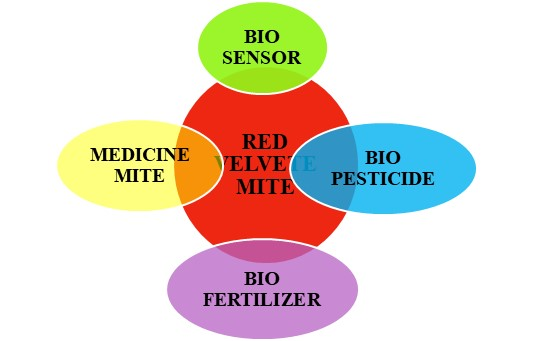 BIO
SENSOR
MEDICINE
MITE
RED
VELVETE
MITE
BIO
PESTICIDE
BIO
FERTILIZER